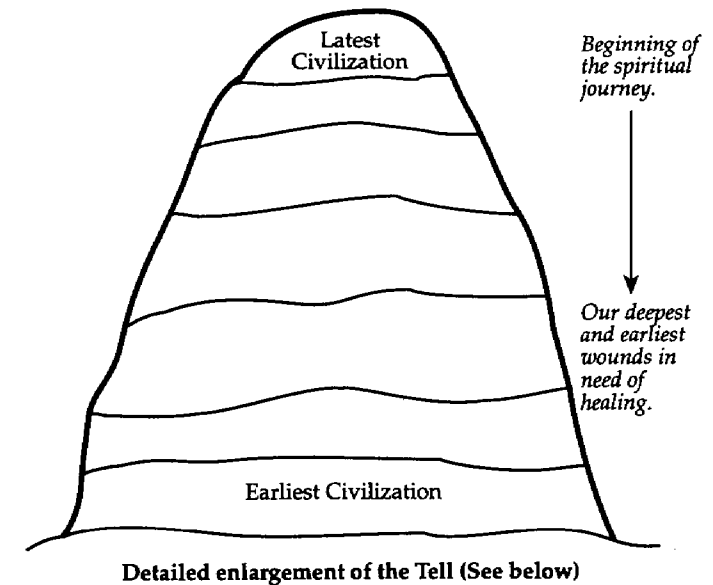 Latest
Civilization
Beginning of
the spiritual
journey.
Our deepest
and earliest
wounds in
need of
healing.
Earliest Civilization
Detailed enlargement of the Tell (See below)